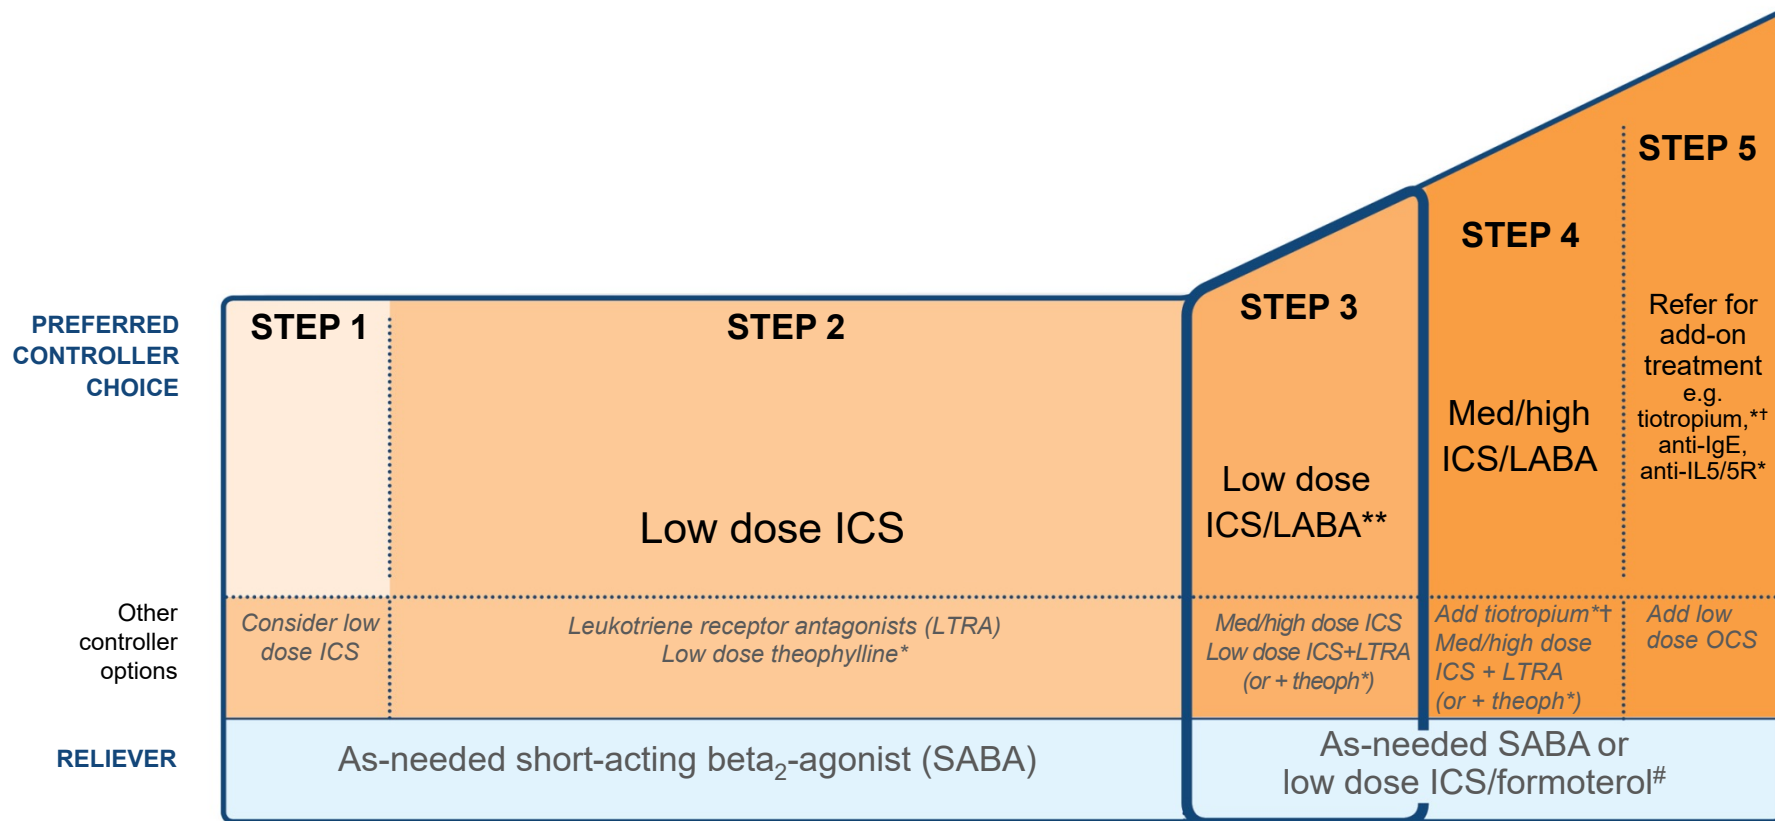 PREFERRED
CONTROLLER
CHOICE
STEP 1
STEP 2
Low dose ICS
STEP 3
Low dose
ICS/LABA**
STEP 4
Med/high
ICS/LABA
STEP 5
Refer for
add-on
treatment
e.g.
tiotropium,*†
anti-IgE,
anti-IL5/5R*
Other
controller
options
Consider low
dose ICS
Leukotriene receptor antagonists (LTRA)
Low dose theophylline*
Med/high dose ICS
Low dose ICS+LTRA
(or + theoph*)
Add tiotropium*†
Med/high dose
ICS + LTRA
(or + theoph*)
Add low
dose OCS
RELIEVER
As-needed short-acting beta₂-agonist (SABA)
As-needed SABA or
low dose ICS/formoterol#